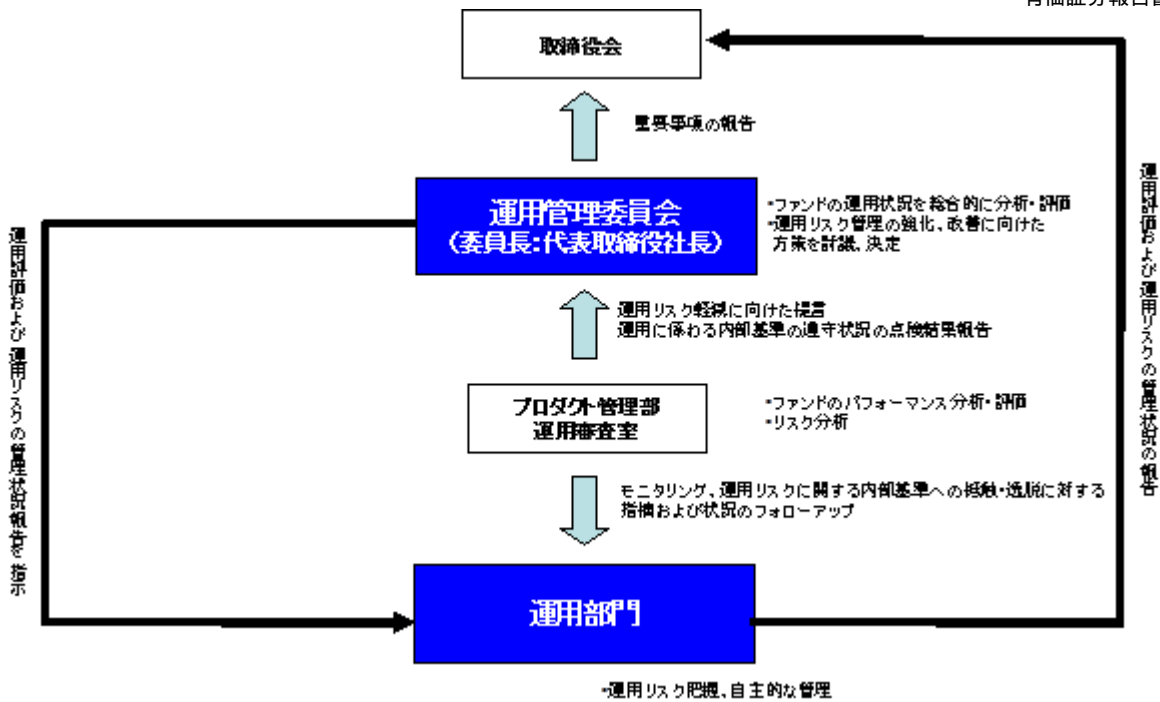 取締役会
重要事項の報告
運用管理委員会
(委員長:代表取締役社長)
・ファンドの運用状況を総合的に分析・評価
・運用リスク管理の強化、改善に向けた
方策を討議、決定
運用リスク軽減に向けた提言
運用に係わる内部基準の遵守状況の点検結果報告
プロダクト管理部
運用審査室
・ファンドのパフォーマンス分析・評価
・リスク分析
モニタリング、運用リスクに関する内部基準への抵触・逸脱に対する
指摘および状況のフォローアップ
運用部門
・運用リスク把握、自主的な管理
運用評価および運用リスクの管理状況報告を指示
運用評価および運用リスクの管理状況の報告